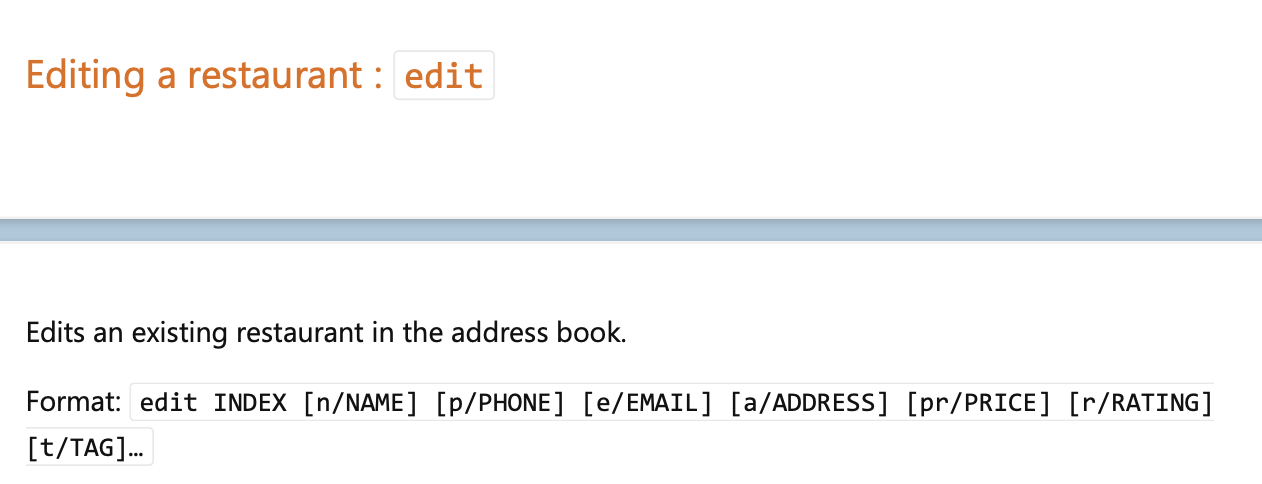 Editing a restaurant : edit
Edits an existing restaurant in the address book.
Format: edit INDEX [n/NAME] [p/PHONE] [e/EMAIL] [a/ADDRESS] [pr/PRICE] [r/RATING]
[t/TAG]…